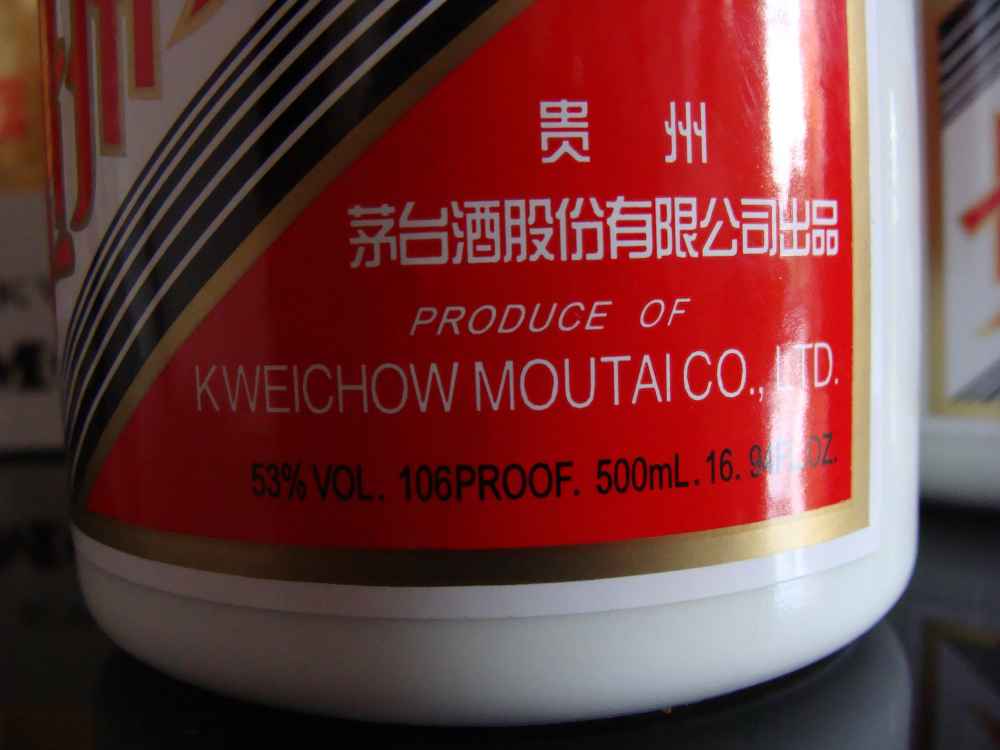 贵州
茅台酒股份有限公司出品
PRODUCE OF
KWEICHOW MOUTAI CO., LTD.
53% VOL. 106PROOF. 500mL. 16. 94FL.OZ.